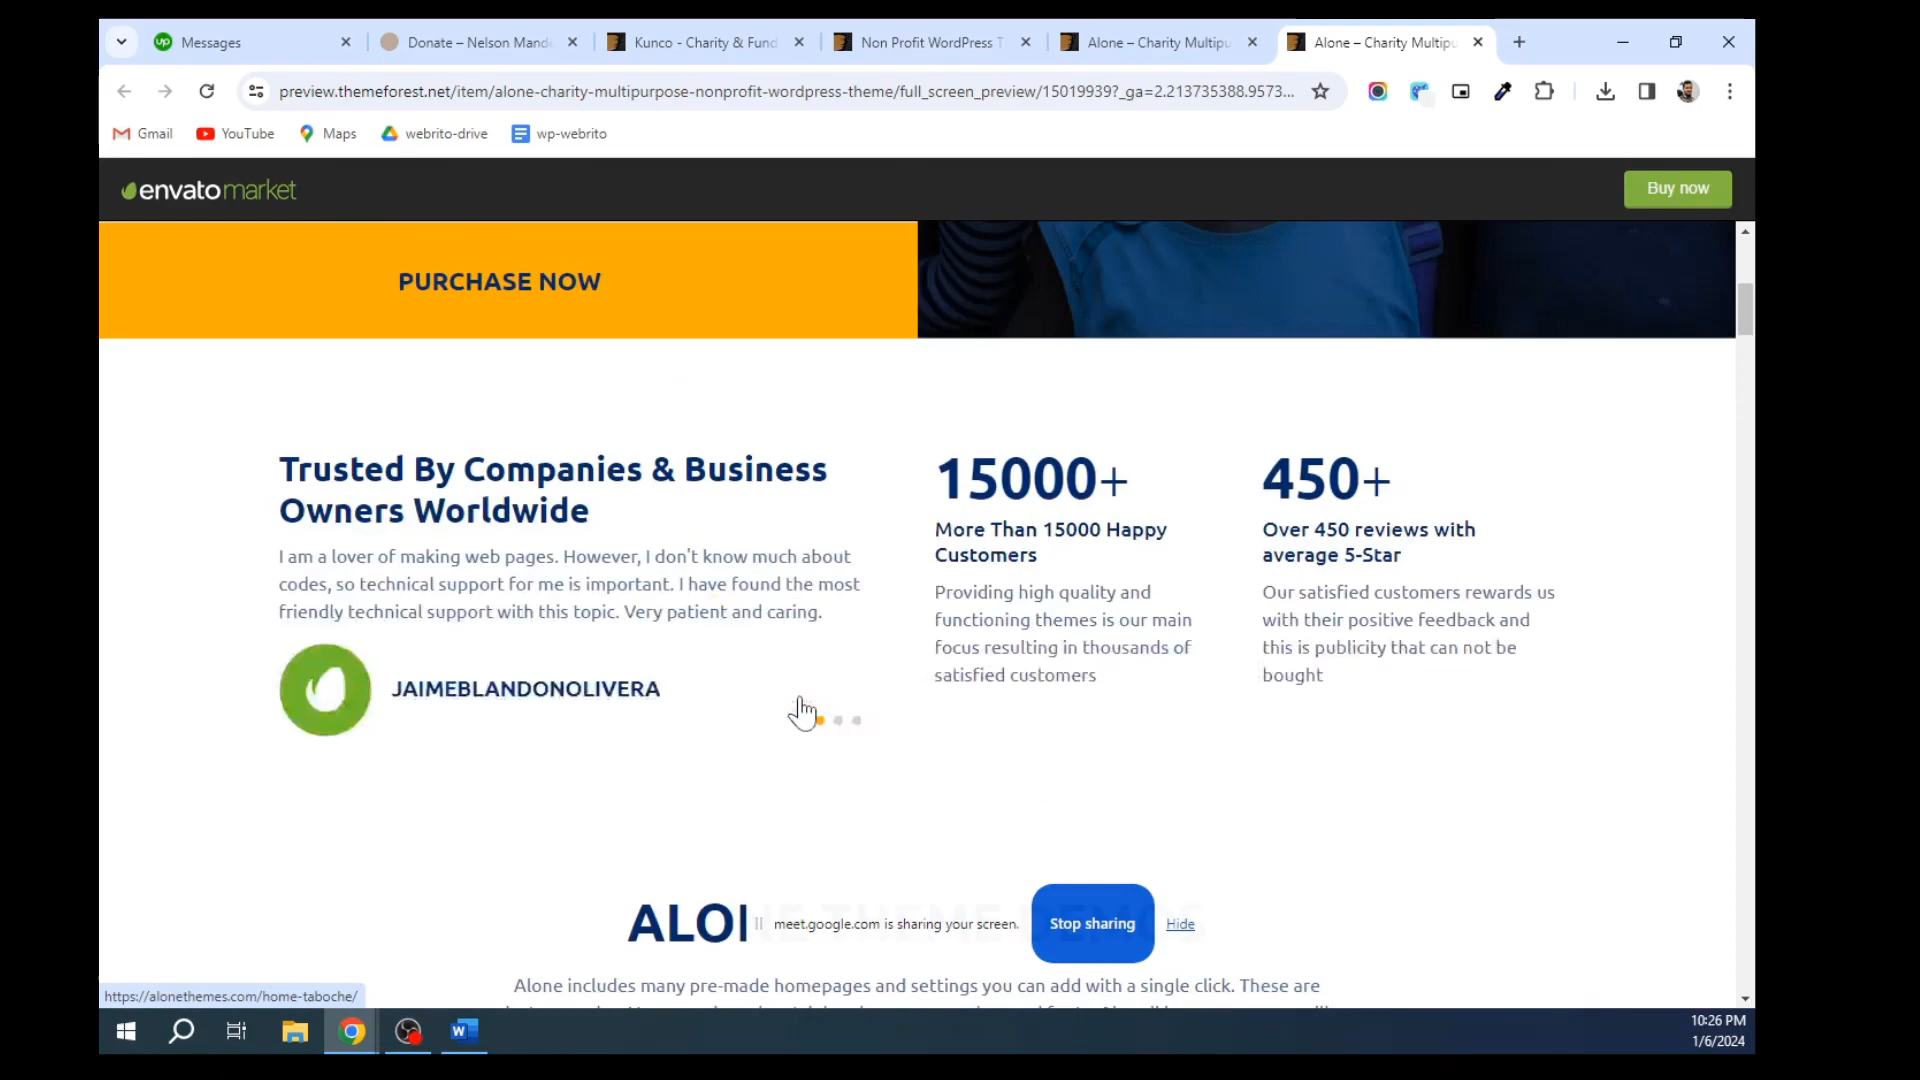 Messages
Donate – Nelson Mande
Kunco - Charity & Fund
Non Profit WordPress T
Alone – Charity Multipu
Alone – Charity Multipu
preview.themeforest.net/item/alone-charity-multipurpose-nonprofit-wordpress-theme/full_screen_preview/15019939?_ga=2.213735388.9573...
Gmail
YouTube
Maps
webrito-drive
wp-webrito
envatomarket
Buy now
PURCHASE NOW
Trusted By Companies & Business
Owners Worldwide
I am a lover of making web pages. However, I don't know much about
codes, so technical support for me is important. I have found the most
friendly technical support with this topic. Very patient and caring.
JAIMEBLANDONOLIVERA
15000+
More Than 15000 Happy
Customers
Providing high quality and
functioning themes is our main
focus resulting in thousands of
satisfied customers
450+
Over 450 reviews with
average 5-Star
Our satisfied customers rewards us
with their positive feedback and
this is publicity that can not be
bought
meet.google.com is sharing your screen.
Stop sharing
Hide
Alone includes many pre-made homepages and settings you can add with a single click. These are
https://alonethemes.com/home-taboche/
10:26 PM
1/6/2024